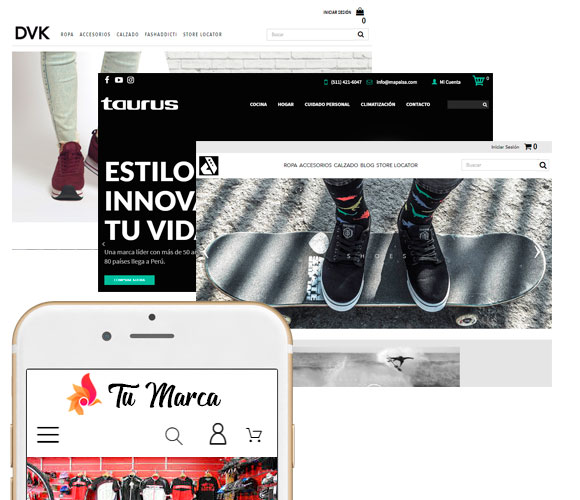 INICIAR SESIÓN
0
DVK
ROPA ACCESORIOS CALZADO FASHADDICTI STORE LOCATOR
Buscar
(511) 421-6047 info@mapalsa.com Mi Cuenta 0
taurus
COCINA HOGAR CUIDADO PERSONAL CLIMATIZACIÓN CONTACTO
ESTILO
INNOVA
TU VIDA
Una marca líder con más de 50 a
80 países llega a Perú.
COMPRAR AHORA
Iniciar Sesión 0
ROPA ACCESORIOS CALZADO BLOG STORE LOCATOR
Buscar
SHOES
Tu Marca